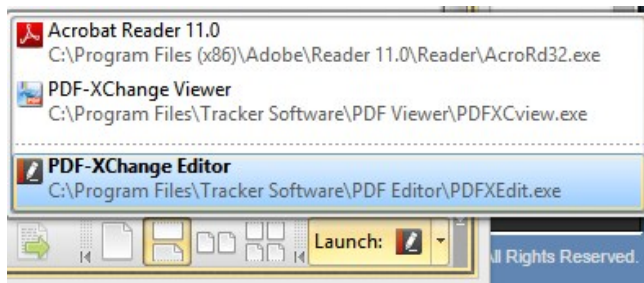 Acrobat Reader 11.0
C:\Program Files (x86)\Adobe\Reader 11.0\Reader\AcroRd32.exe
PDF-XChange Viewer
C:\Program Files\Tracker Software\PDF Viewer\PDFXCview.exe
PDF-XChange Editor
C:\Program Files\Tracker Software\PDF Editor\PDFXEdit.exe
Launch:
All Rights Reserved.